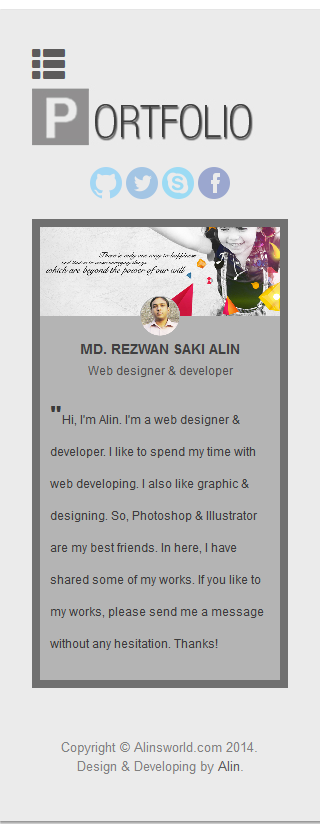 PORTFOLIO
There's only one way to happiness
and that is to cease worrying about things
which are beyond the power of our will
MD. REZWAN SAKI ALIN
Web designer & developer
"Hi, I'm Alin. I'm a web designer &
developer. I like to spend my time with
web developing. I also like graphic &
designing. So, Photoshop & Illustrator
are my best friends. In here, I have
shared some of my works. If you like to
my works, please send me a message
without any hesitation. Thanks!
Copyright © Alinsworld.com 2014.
Design & Developing by Alin.